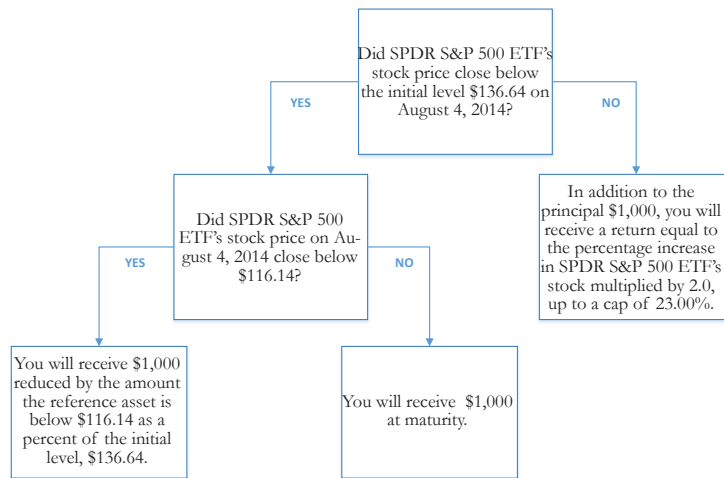 Did SPDR S&P 500 ETF's
stock price close below
the initial level $136.64 on
August 4, 2014?
YES
NO
Did SPDR S&P 500
ETF's stock price on Au-
gust 4, 2014 close below
$116.14?
In addition to the
principal $1,000, you will
receive a return equal to
the percentage increase
in SPDR S&P 500 ETF's
stock multiplied by 2.0,
up to a cap of 23.00%.
YES
NO
You will receive $1,000
reduced by the amount
the reference asset is
below $116.14 as a
percent of the initial
level, $136.64.
You will receive $1,000
at maturity.